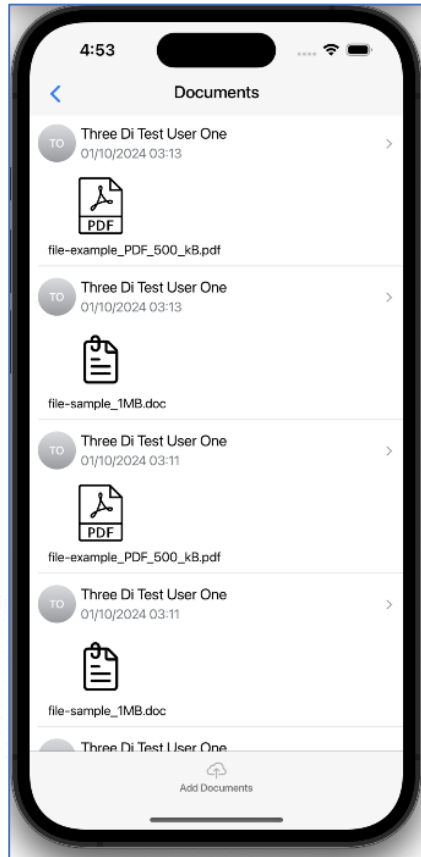 4:53
Documents
TO
Three Di Test User One
01/10/2024 03:13
PDF
file-example_PDF_500_kB.pdf
TO
Three Di Test User One
01/10/2024 03:13
file-sample_1MB.doc
TO
Three Di Test User One
01/10/2024 03:11
PDF
file-example_PDF_500_kB.pdf
TO
Three Di Test User One
01/10/2024 03:11
file-sample_1MB.doc
Three Di Test User One
Add Documents